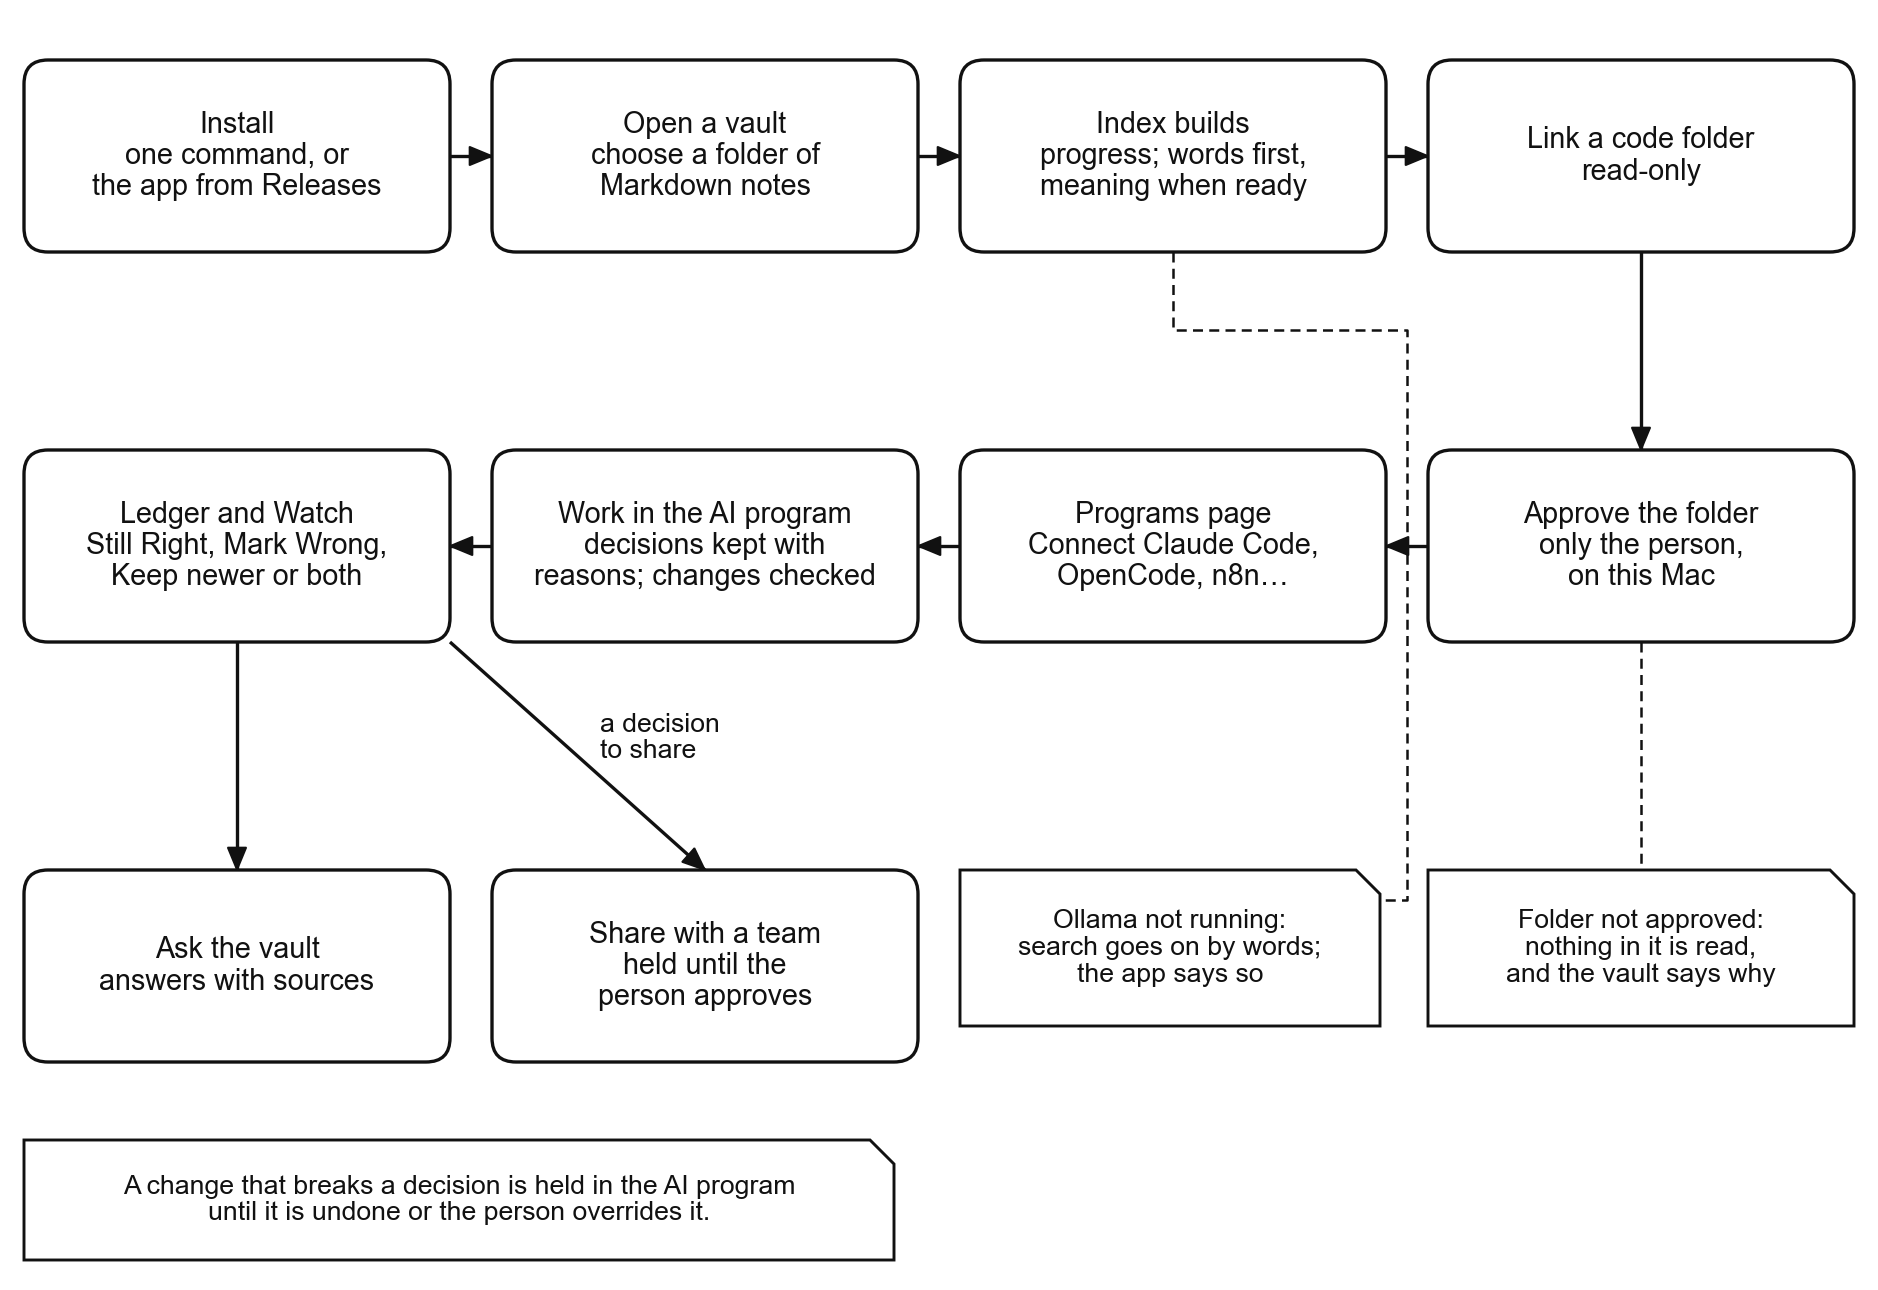 Install
one command, or
the app from Releases
Open a vault
choose a folder of
Markdown notes
Index builds
progress; words first,
meaning when ready
Link a code folder
read-only
Ledger and Watch
Still Right, Mark Wrong,
Keep newer or both
Work in the AI program
decisions kept with
reasons; changes checked
Programs page
Connect Claude Code,
OpenCode, n8n…
Approve the folder
only the person,
on this Mac
a decision
to share
Ask the vault
answers with sources
Share with a team
held until the
person approves
Ollama not running:
search goes on by words;
the app says so
Folder not approved:
nothing in it is read,
and the vault says why
A change that breaks a decision is held in the AI program
until it is undone or the person overrides it.